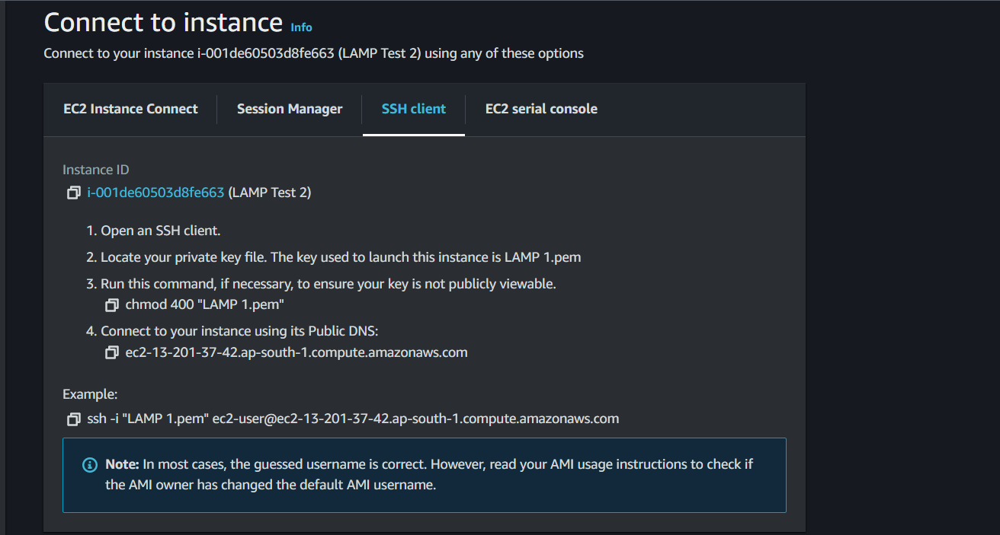 Connect to instance Info
Connect to your instance i-001de60503d8fe663 (LAMP Test 2) using any of these options
EC2 Instance Connect
Session Manager
SSH client
EC2 serial console
Instance ID
i-001de60503d8fe663 (LAMP Test 2)
1. Open an SSH client.
2. Locate your private key file. The key used to launch this instance is LAMP 1.pem
3. Run this command, if necessary, to ensure your key is not publicly viewable.
chmod 400 "LAMP 1.pem"
4. Connect to your instance using its Public DNS:
ec2-13-201-37-42.ap-south-1.compute.amazonaws.com
Example:
ssh -i "LAMP 1.pem" ec2-user@ec2-13-201-37-42.ap-south-1.compute.amazonaws.com
Note: In most cases, the guessed username is correct. However, read your AMI usage instructions to check if
the AMI owner has changed the default AMI username.